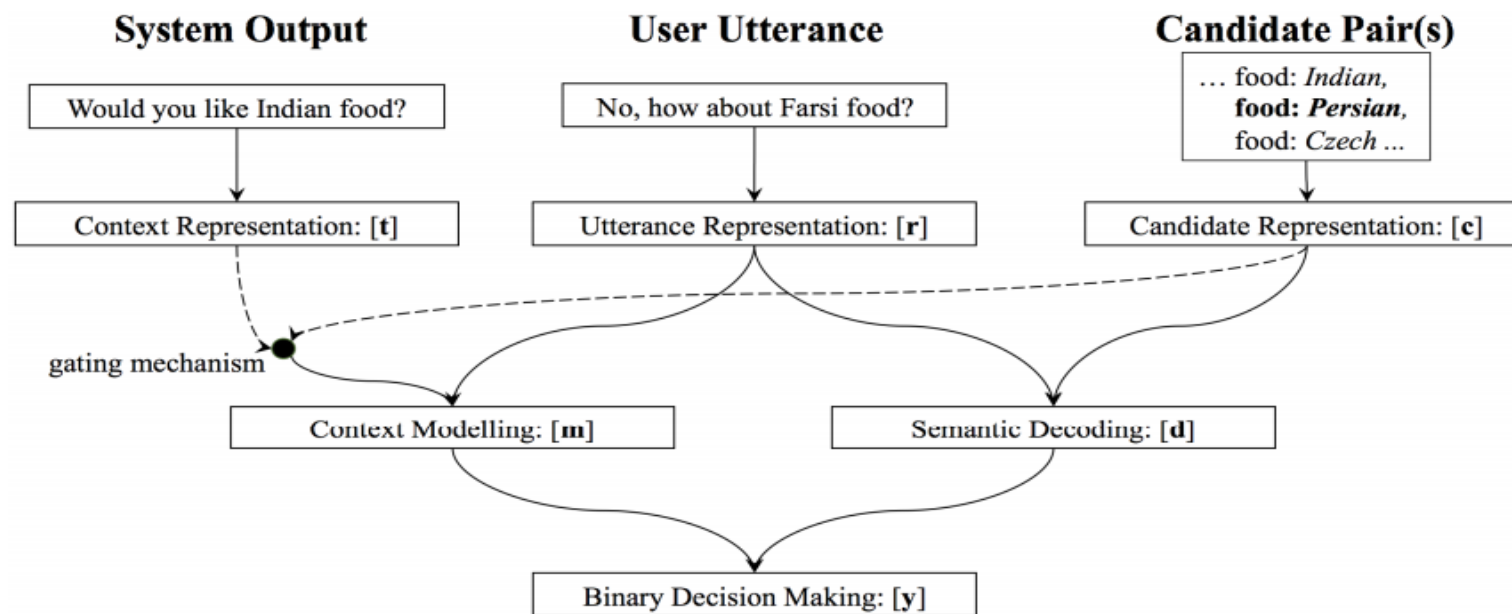 System Output
User Utterance
Candidate Pair(s)
Would you like Indian food?
No, how about Farsi food?
... food: Indian,
food: Persian,
food: Czech ...
Context Representation: [t]
Utterance Representation: [r]
Candidate Representation: [c]
gating mechanism
Context Modelling: [m]
Semantic Decoding: [d]
Binary Decision Making: [y]